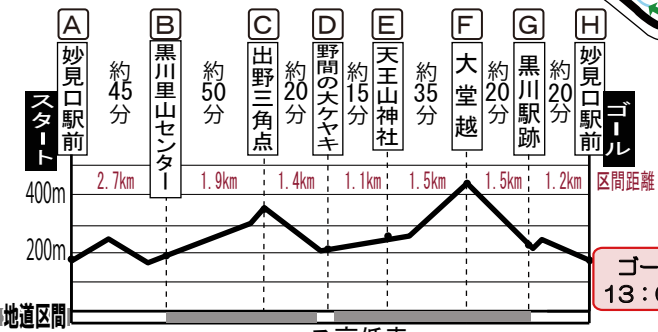 A B C D E F G H
スタート
妙見口駅前
約45分
黒川里山センター
約50分
出野三角点
約20分
野間の大ケヤキ
約15分
天王山神社
約35分
大堂越
約20分
黒川駅跡
約20分
妙見口駅前
ゴール
2.7km 1.9km 1.4km 1.1km 1.5km 1.5km 1.2km 区間距離
400m
200m
地道区間
ゴー
13: